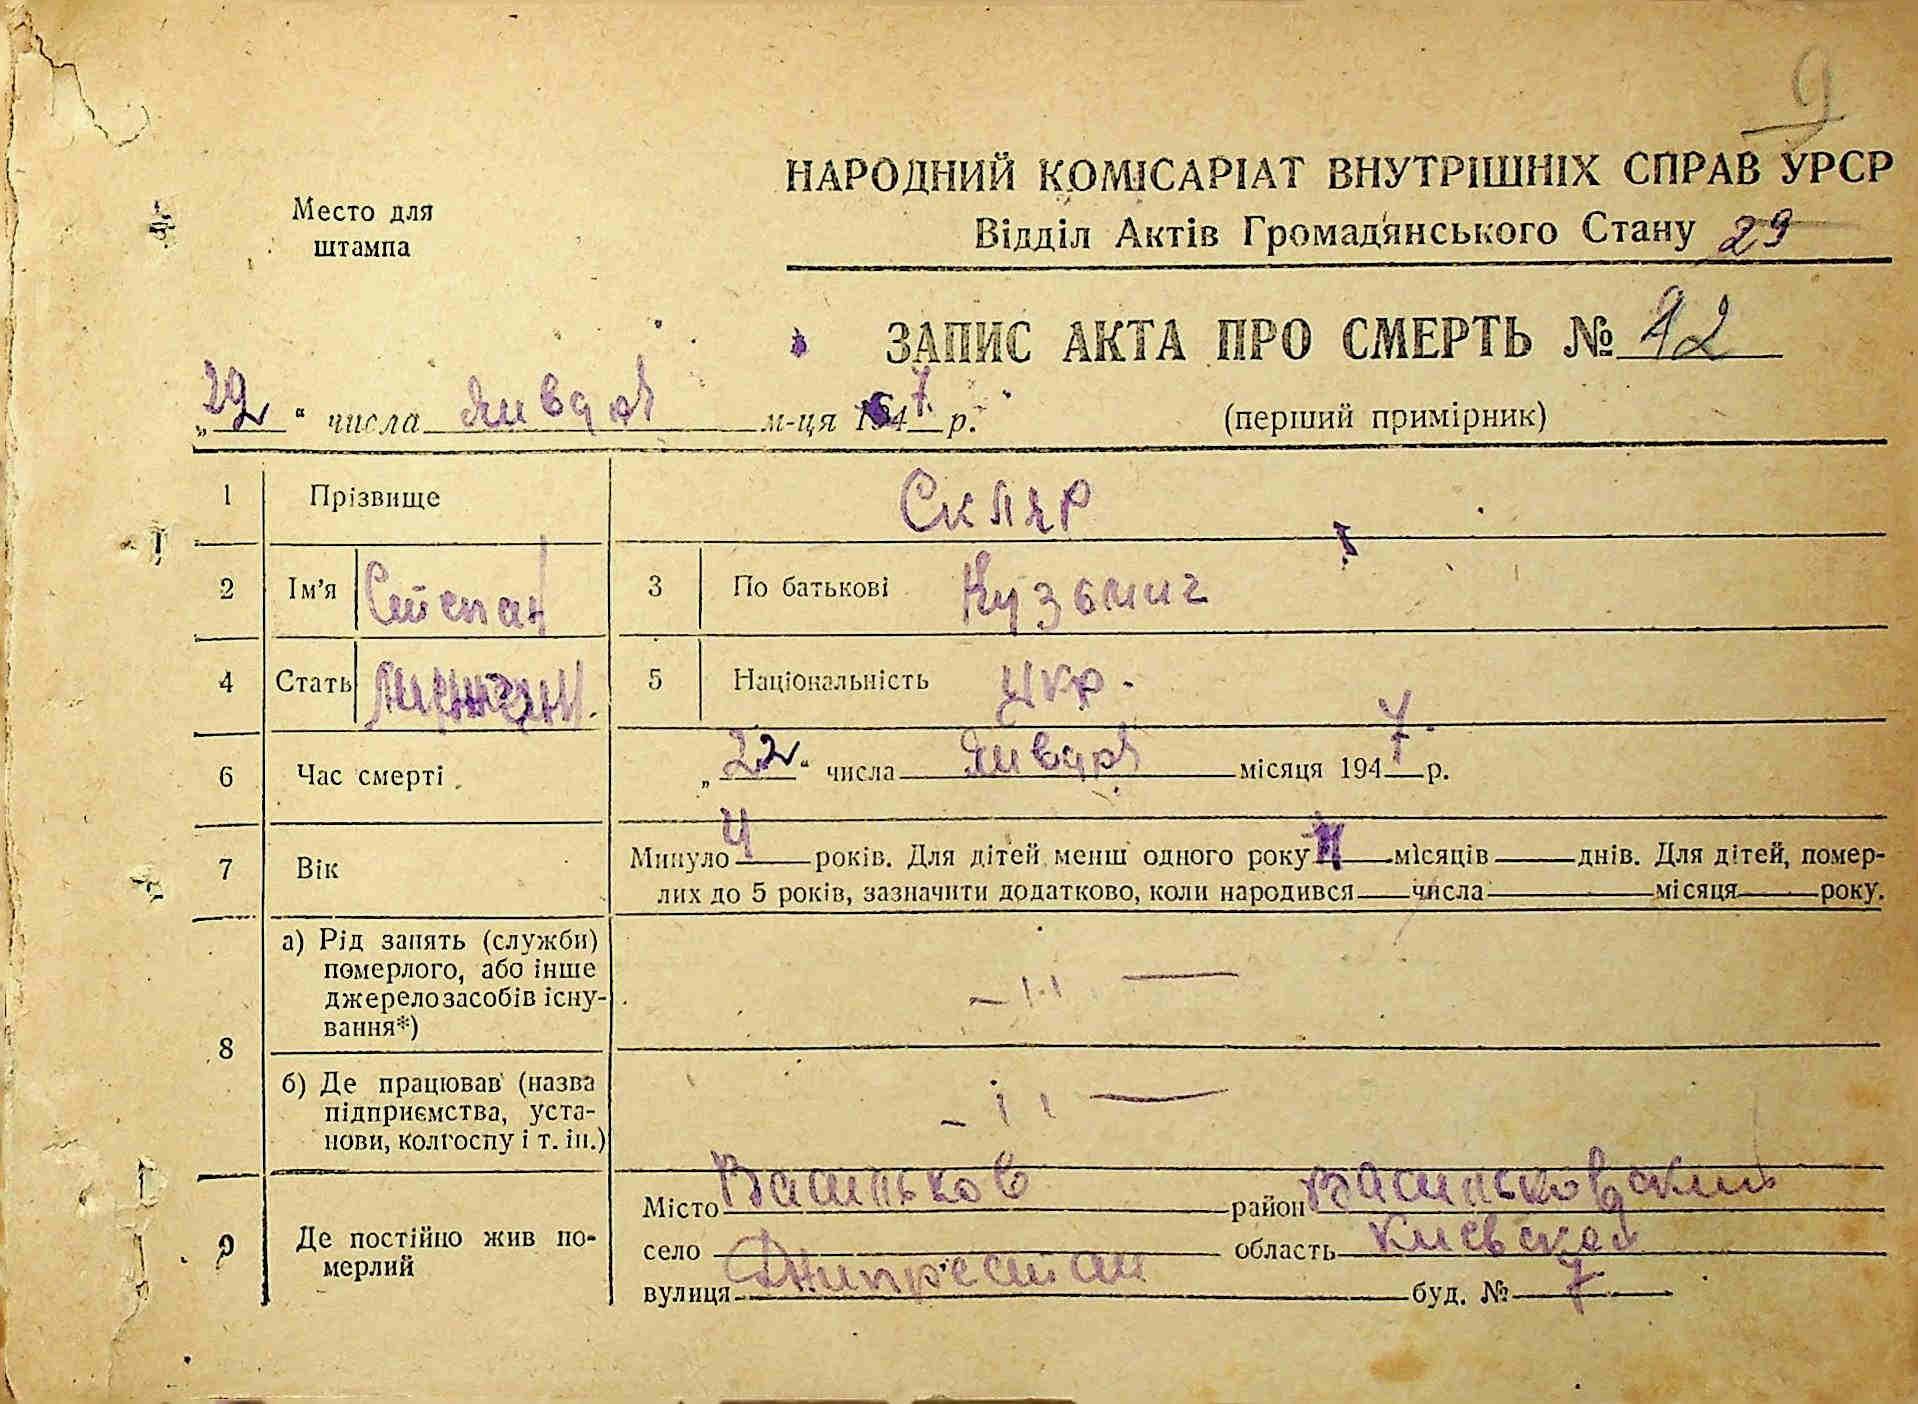 9
НАРОДНИЙ КОМІСАРІАТ ВНУТРІШНІХ СПРАВ УРСР
Место для штампа
Відділ Актів Громадянського Стану 29
ЗАПИС АКТА ПРО СМЕРТЬ № 12
„22“ числа января м-ця 1947 р.
(перший примірник)
1 Прізвище Скляр
2 Ім'я Степан 3 По батькові Кузьмич
4 Стать 5 Національність укр.
6 Час смерті „22“ числа января місяця 1947 р.
7 Вік Минуло 4 років. Для дітей менш одного року місяців днів. Для дітей, помер-
лих до 5 років, зазначити додатково, коли народився числа місяця року.
8 а) Рід занять (служби)
померлого, або інше
джерело засобів існу-
вання*)
– ı ı –
б) Де працював (назва
підприємства, уста-
нови, колгоспу і т. ін.)
– ı ı –
9 Де постійно жив по-
мерлий
Місто Васильков район Васильковский
село область Киевская
вулиця буд. № 7